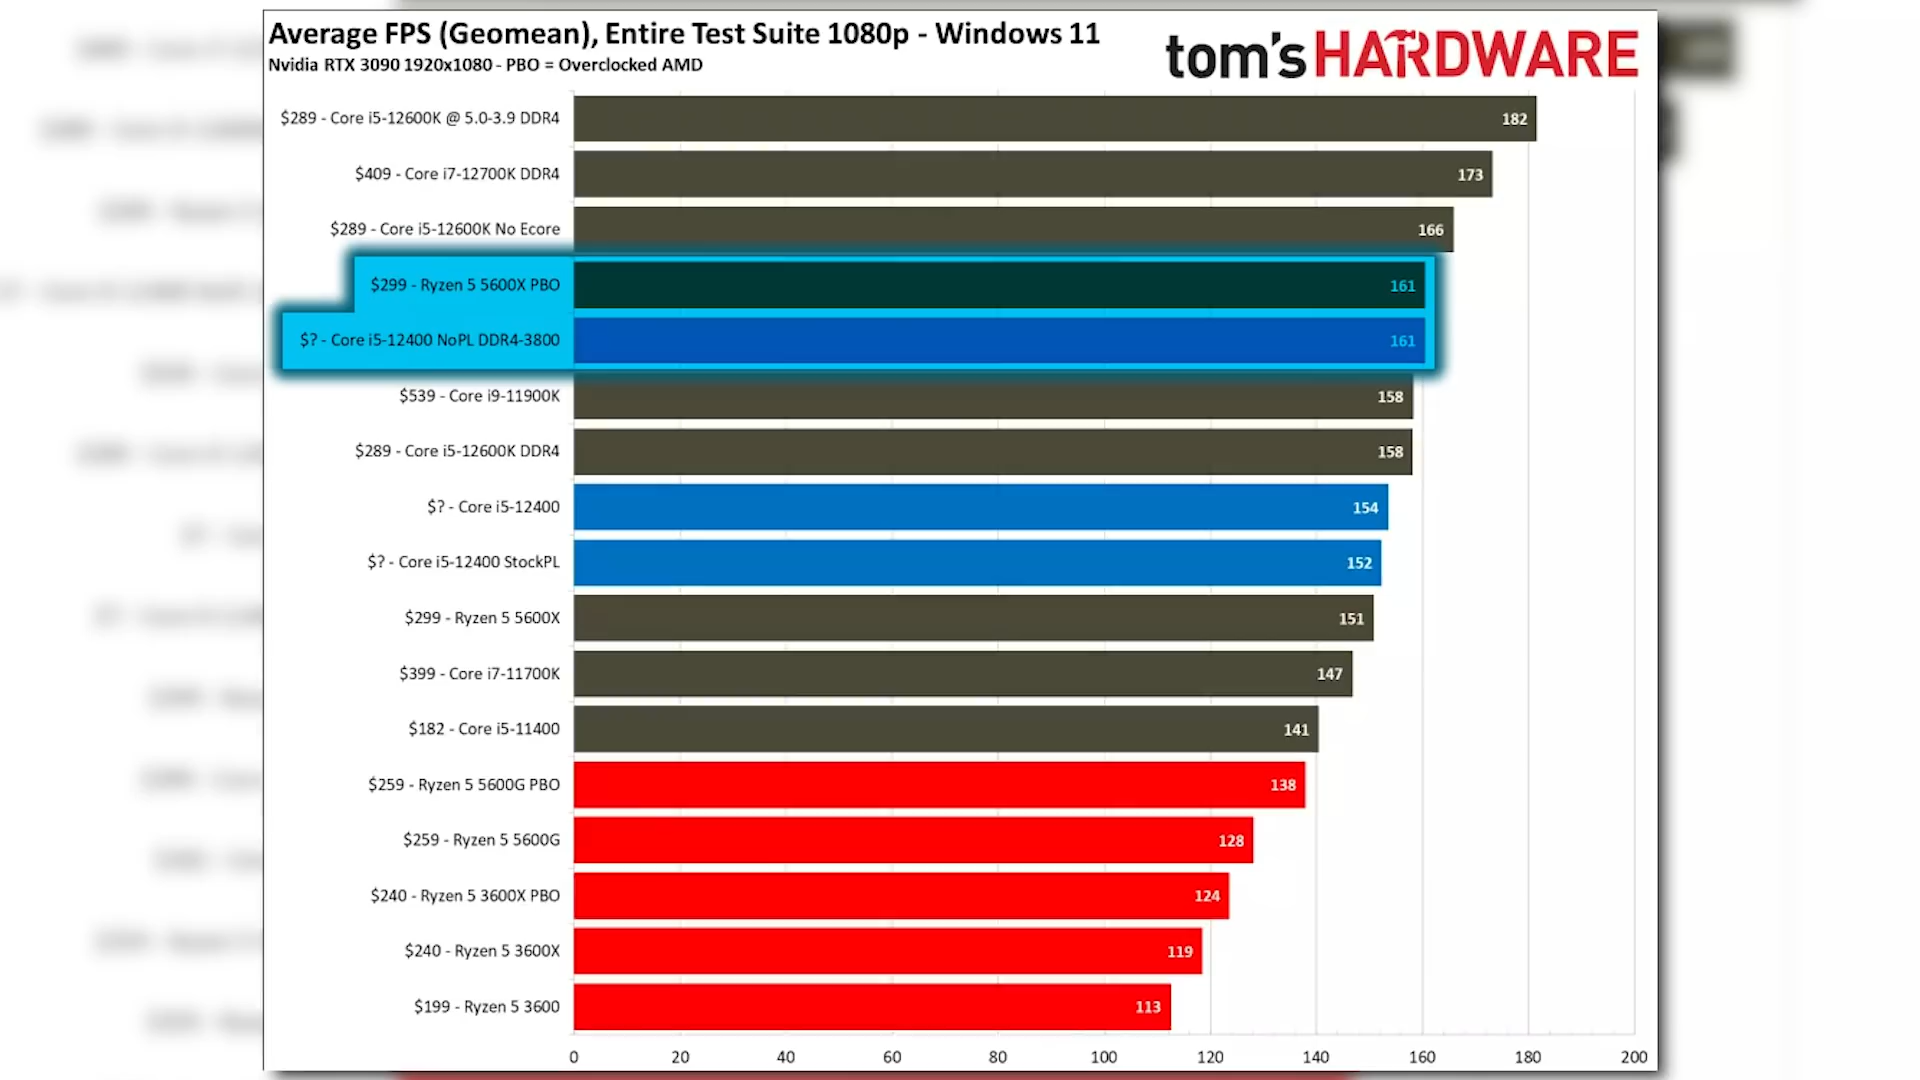 Average FPS (Geomean), Entire Test Suite 1080p - Windows 11
Nvidia RTX 3090 1920x1080 - PBO = Overclocked AMD
tom's HARDWARE
$289 - Core i5-12600K @ 5.0-3.9 DDR4 182
$409 - Core i7-12700K DDR4 173
$289 - Core i5-12600K No Ecore 166
$299 - Ryzen 5 5600X PBO 161
$? - Core i5-12400 NoPL DDR4-3800 161
$539 - Core i9-11900K 158
$289 - Core i5-12600K DDR4 158
$? - Core i5-12400 154
$? - Core i5-12400 StockPL 152
$299 - Ryzen 5 5600X 151
$399 - Core i7-11700K 147
$182 - Core i5-11400 141
$259 - Ryzen 5 5600G PBO 138
$259 - Ryzen 5 5600G 128
$240 - Ryzen 5 3600X PBO 124
$240 - Ryzen 5 3600X 119
$199 - Ryzen 5 3600 113
0 20 40 60 80 100 120 140 160 180 200